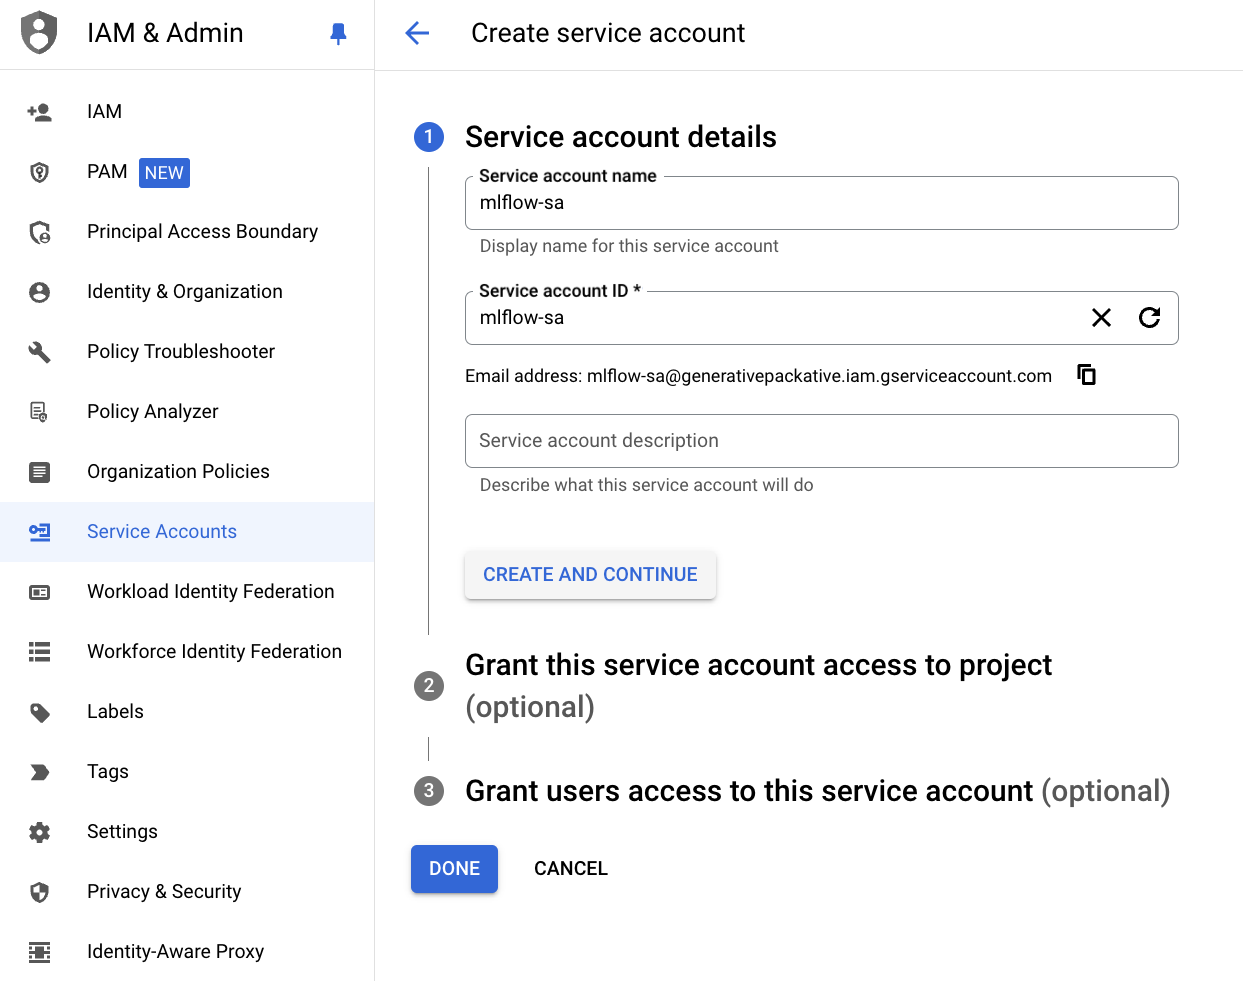 IAM & Admin
Create service account
IAM
PAM NEW
Principal Access Boundary
Identity & Organization
Policy Troubleshooter
Policy Analyzer
Organization Policies
Service Accounts
Workload Identity Federation
Workforce Identity Federation
Labels
Tags
Settings
Privacy & Security
Identity-Aware Proxy
1 Service account details
Service account name
mlflow-sa
Display name for this service account
Service account ID *
mlflow-sa
Email address: mlflow-sa@generativepackative.iam.gserviceaccount.com
Service account description
Describe what this service account will do
CREATE AND CONTINUE
2 Grant this service account access to project
(optional)
3 Grant users access to this service account (optional)
DONE CANCEL